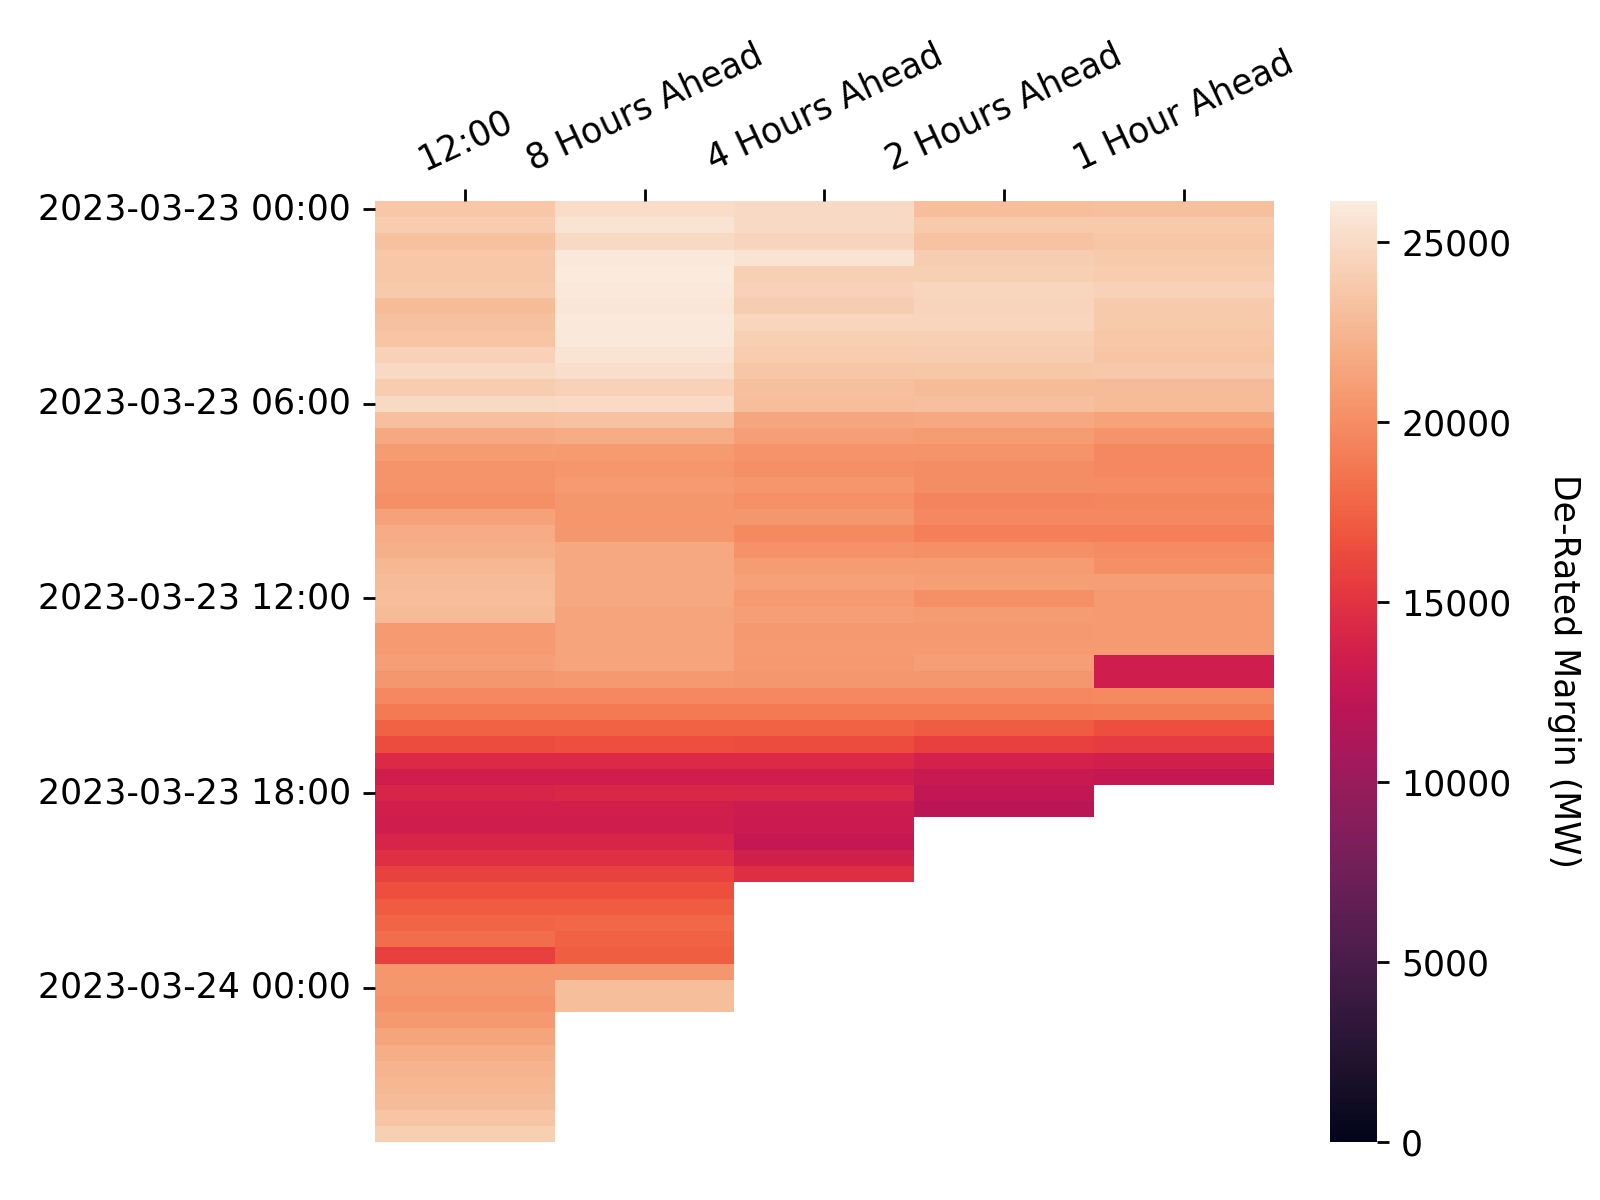 12:00
8 Hours Ahead
4 Hours Ahead
2 Hours Ahead
1 Hour Ahead
2023-03-23 00:00
2023-03-23 06:00
2023-03-23 12:00
2023-03-23 18:00
2023-03-24 00:00
25000
20000
15000
10000
5000
0
De-Rated Margin (MW)